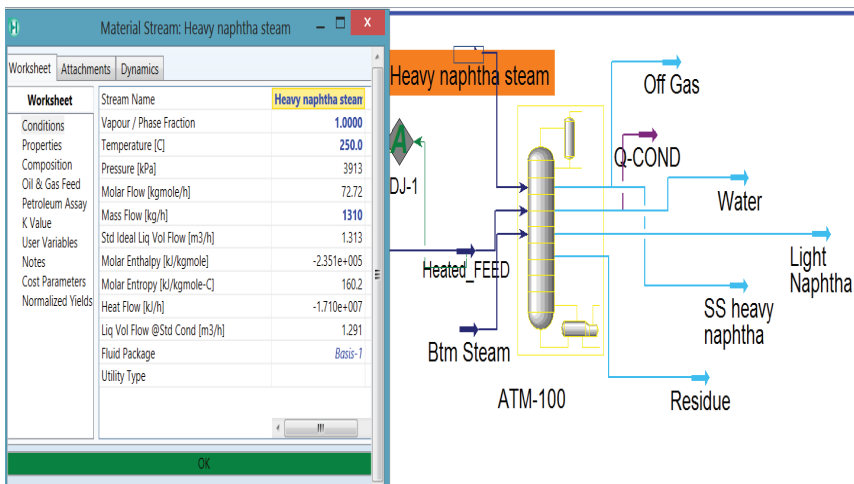 Material Stream: Heavy naphtha steam
Worksheet Attachments Dynamics
Worksheet
Conditions
Properties
Composition
Oil & Gas Feed
Petroleum Assay
K Value
User Variables
Notes
Cost Parameters
Normalized Yields
Stream Name Heavy naphtha steam
Vapour / Phase Fraction 1.0000
Temperature [C] 250.0
Pressure [kPa] 3913
Molar Flow [kgmole/h] 72.72
Mass Flow [kg/h] 1310
Std Ideal Liq Vol Flow [m3/h] 1.313
Molar Enthalpy [kJ/kgmole] -2.351e+005
Molar Entropy [kJ/kgmole-C] 160.2
Heat Flow [kJ/h] -1.710e+007
Liq Vol Flow @Std Cond [m3/h] 1.291
Fluid Package Basis-1
Utility Type
OK
Heavy naphtha steam
Off Gas
A
DJ-1
Q-COND
Water
Heated_FEED
Light
Naphtha
SS heavy
naphtha
Btm Steam
ATM-100
Residue